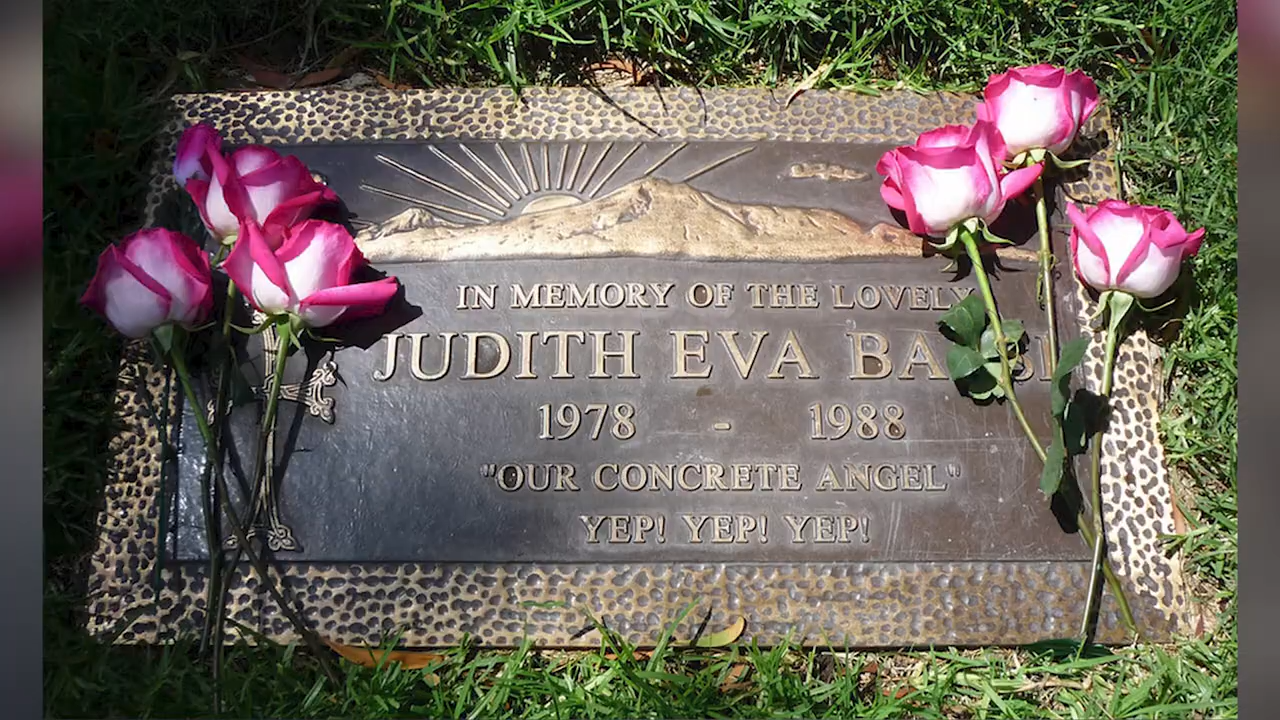 IN MEMORY OF THE LOVELY
JUDITH EVA
1978 - 1988
"OUR CONCRETE ANGEL"
YEP! YEP! YEP!